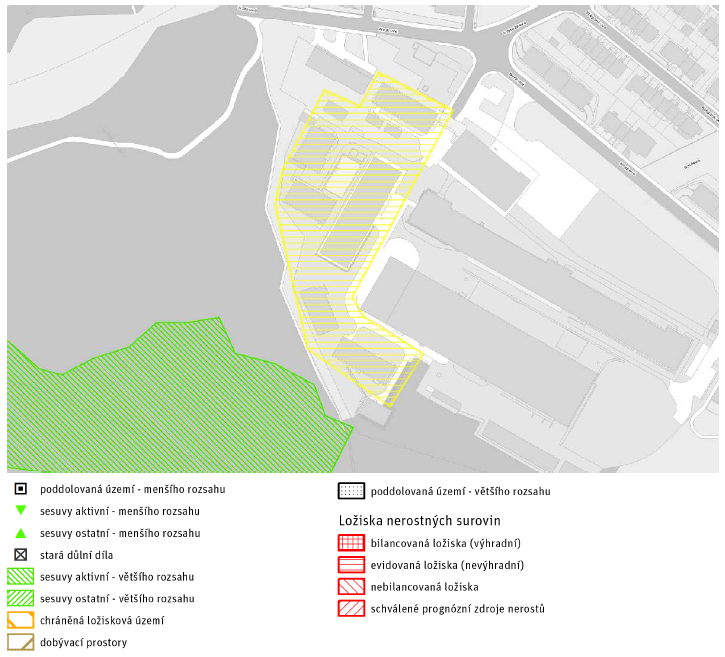 poddolovaná území - menšího rozsahu
sesuvy aktivní - menšího rozsahu
sesuvy ostatní - menšího rozsahu
stará důlní díla
sesuvy aktivní - většího rozsahu
sesuvy ostatní - většího rozsahu
chráněná ložisková území
dobývací prostory
poddolovaná území - většího rozsahu
Ložiska nerostných surovin
bilancovaná ložiska (výhradní)
evidovaná ložiska (nevýhradní)
nebilancovaná ložiska
schválené prognózní zdroje nerostů